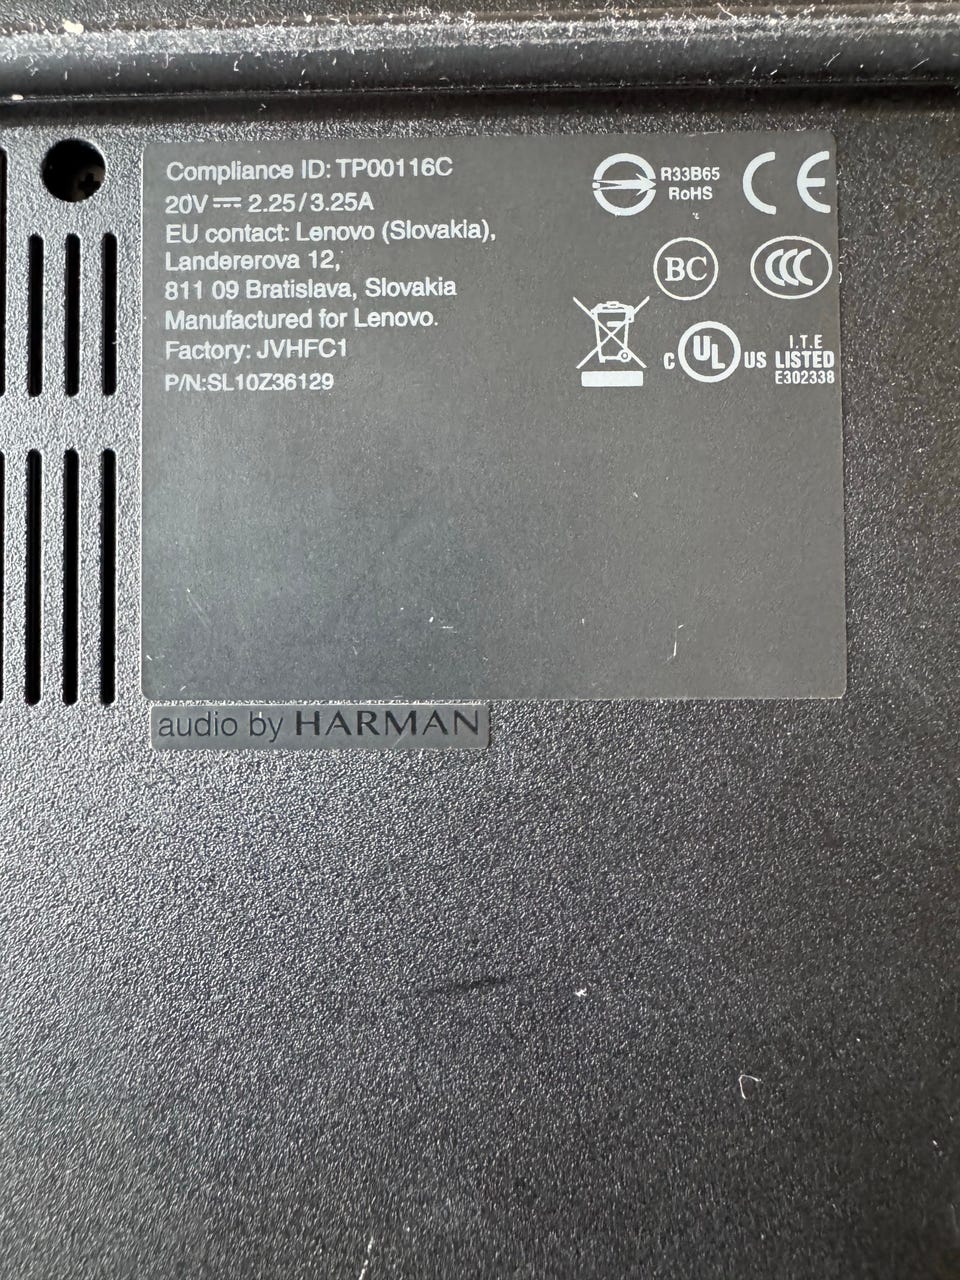 Compliance ID: TP00116C
20V ⎓ 2.25/3.25A
EU contact: Lenovo (Slovakia),
Landererova 12,
811 09 Bratislava, Slovakia
Manufactured for Lenovo.
Factory: JVHFC1
P/N:SL10Z36129
R33B65
RoHS
CE
BC
CCC
C UL US
I.T.E
LISTED
E302338
audio by HARMAN